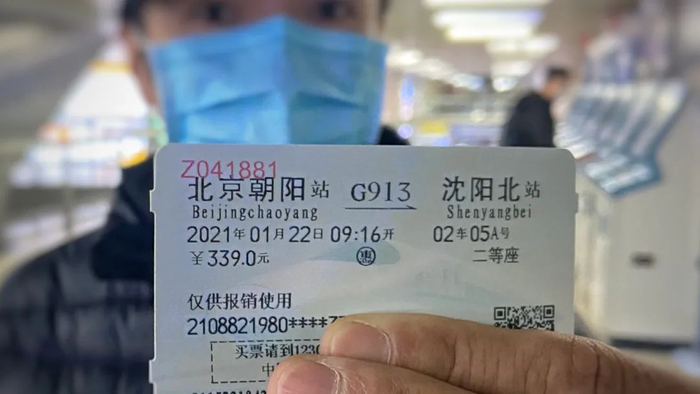 Z041881
北京朝阳站 G913 沈阳北站
Beijingchaoyang Shenyangbei
2021年01月22日 09:16开 02车05A号
￥339.0元 惠 二等座
仅供报销使用
2108821980****3
买票请到1230
中